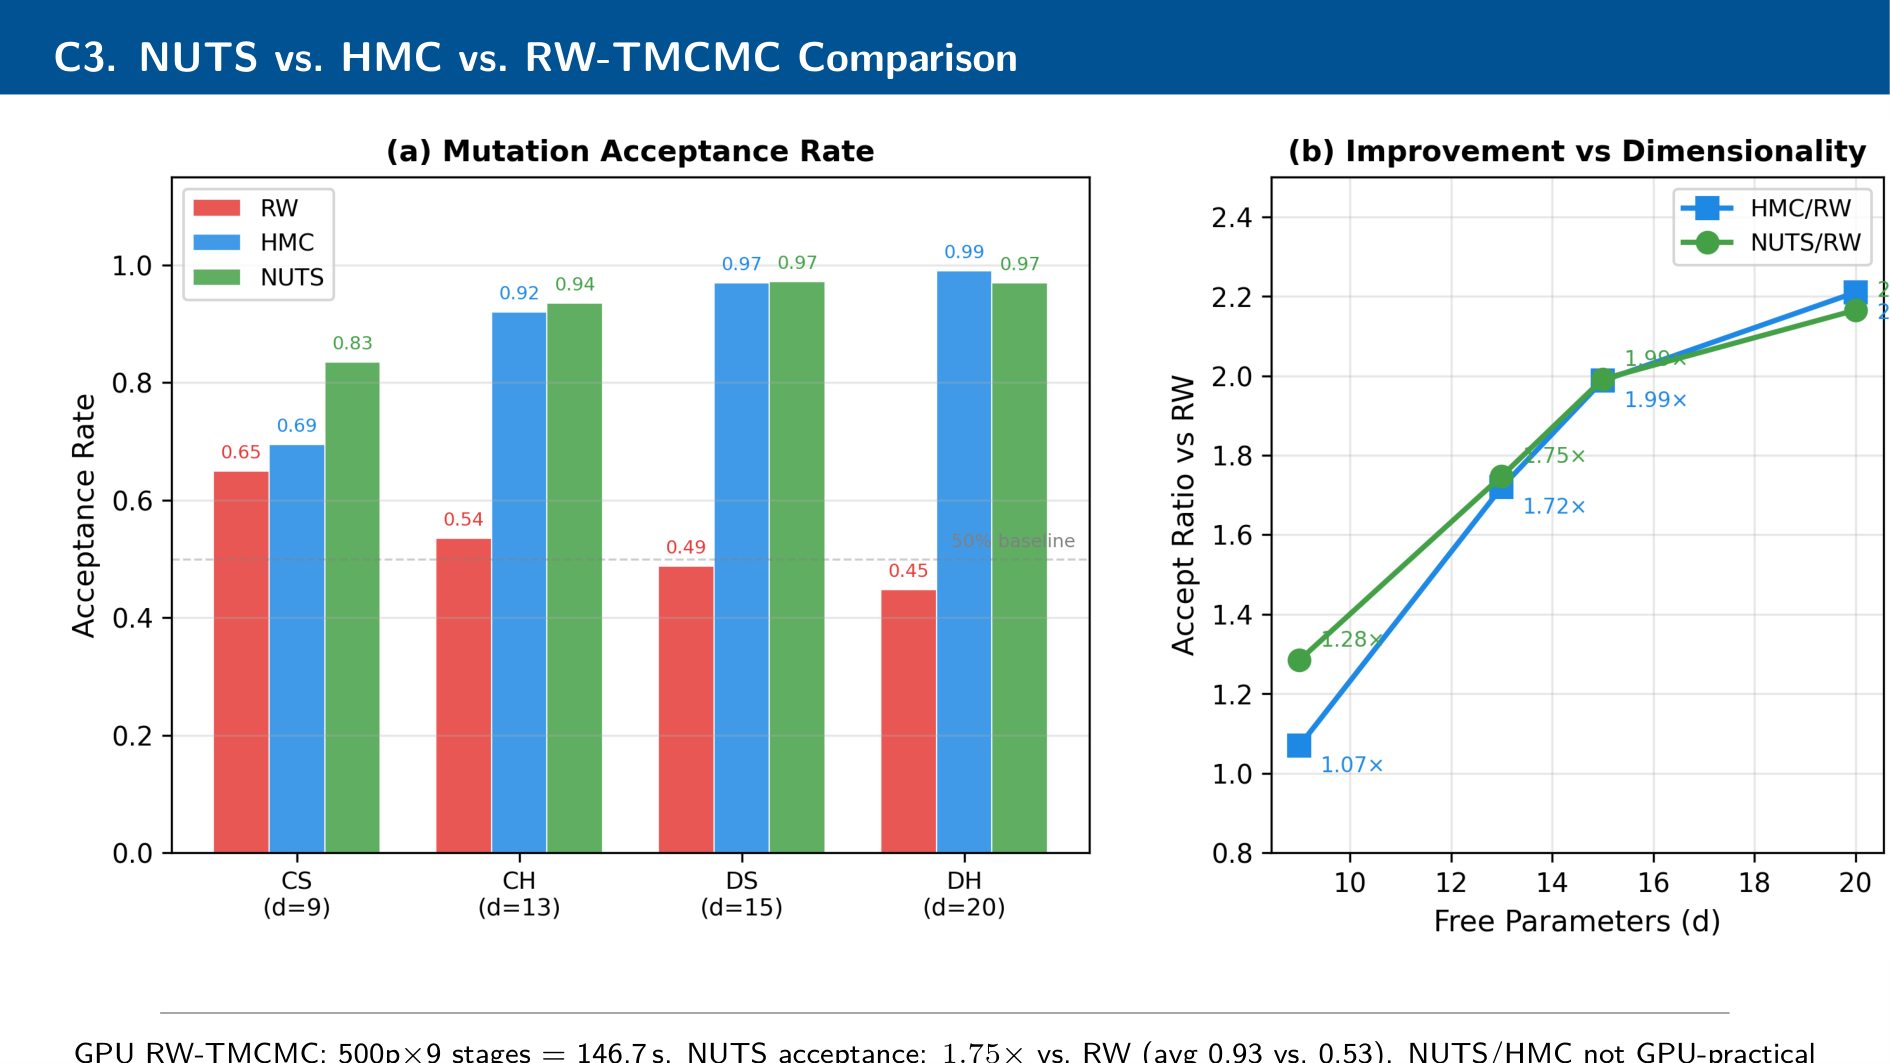 C3. NUTS vs. HMC vs. RW-TMCMC Comparison
(a) Mutation Acceptance Rate
RW
HMC
NUTS
Acceptance Rate
1.0
0.8
0.6
0.4
0.2
0.0
0.65
0.69
0.83
0.54
0.92
0.94
0.49
0.97
0.97
0.45
0.99
0.97
50% baseline
CS
(d=9)
CH
(d=13)
DS
(d=15)
DH
(d=20)
(b) Improvement vs Dimensionality
HMC/RW
NUTS/RW
Accept Ratio vs RW
2.4
2.2
2.0
1.8
1.6
1.4
1.2
1.0
0.8
1.28×
1.07×
1.75×
1.72×
1.99×
1.99×
2
2
10
12
14
16
18
20
Free Parameters (d)
GPU RW-TMCMC: 500p×9 stages = 146.7 s. NUTS acceptance: 1.75× vs. RW (avg 0.93 vs. 0.53). NUTS/HMC not GPU-practical